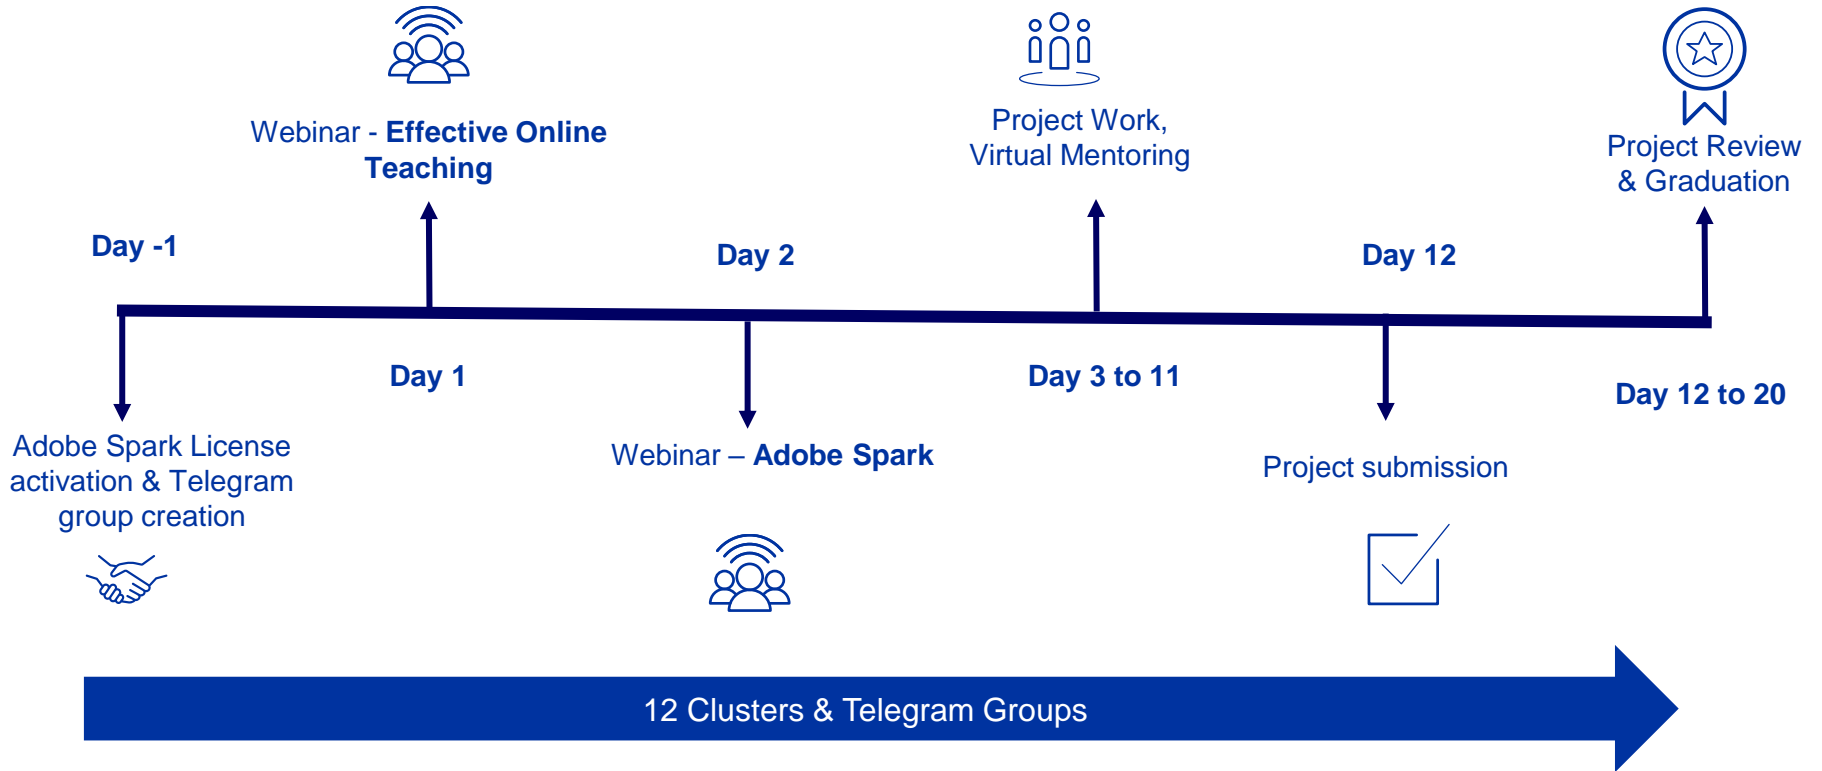 Webinar - Effective Online
Teaching
Project Work,
Virtual Mentoring
Project Review
& Graduation
Day -1
Day 2
Day 12
Day 1
Day 3 to 11
Day 12 to 20
Adobe Spark License
activation & Telegram
group creation
Webinar – Adobe Spark
Project submission
12 Clusters & Telegram Groups